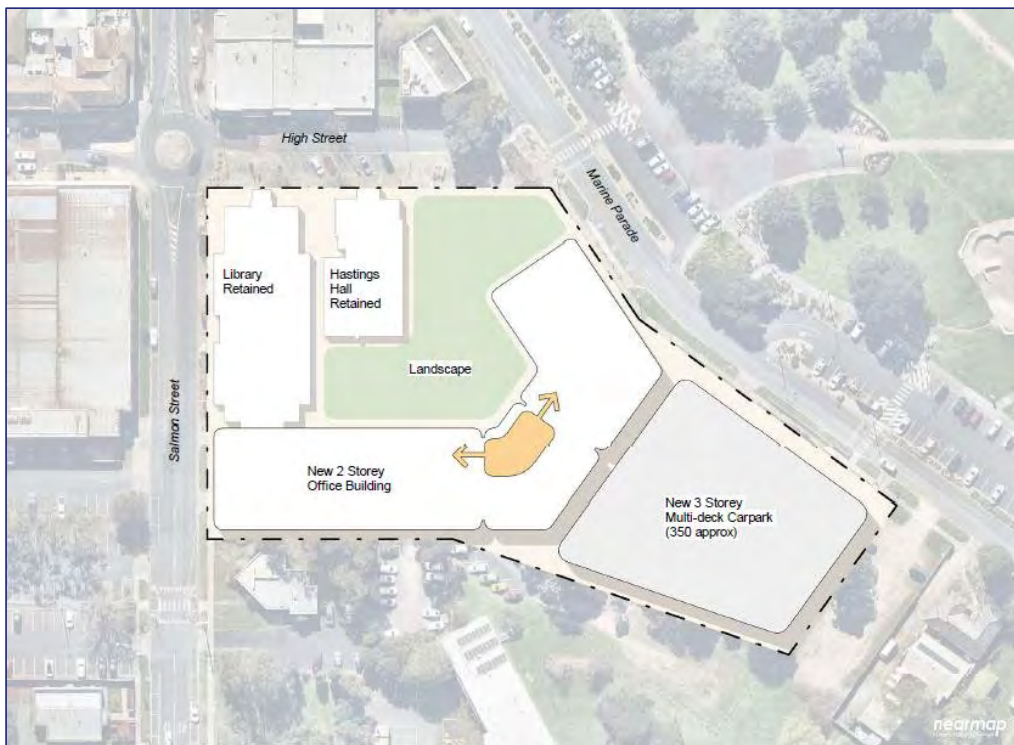 High Street
Marine Parade
Library
Retained
Hastings
Hall
Retained
Landscape
Salmon Street
New 2 Storey
Office Building
New 3 Storey
Multi-deck Carpark
(350 approx)
nearmap